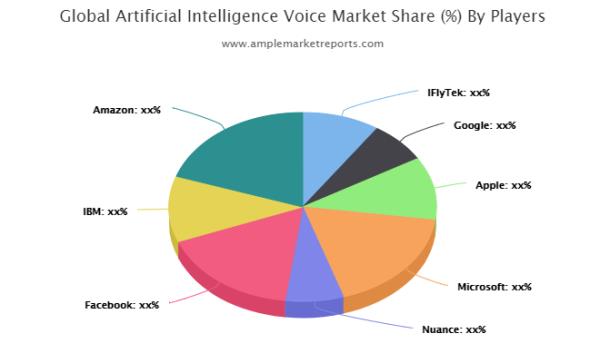 Global Artificial Intelligence Voice Market Share (%) By Players
www.amplemarketreports.com
IFlyTek: xx%
Amazon: xx%
Google: xx%
Apple: xx%
IBM: xx%
Microsoft: xx%
Facebook: xx%
Nuance: xx%